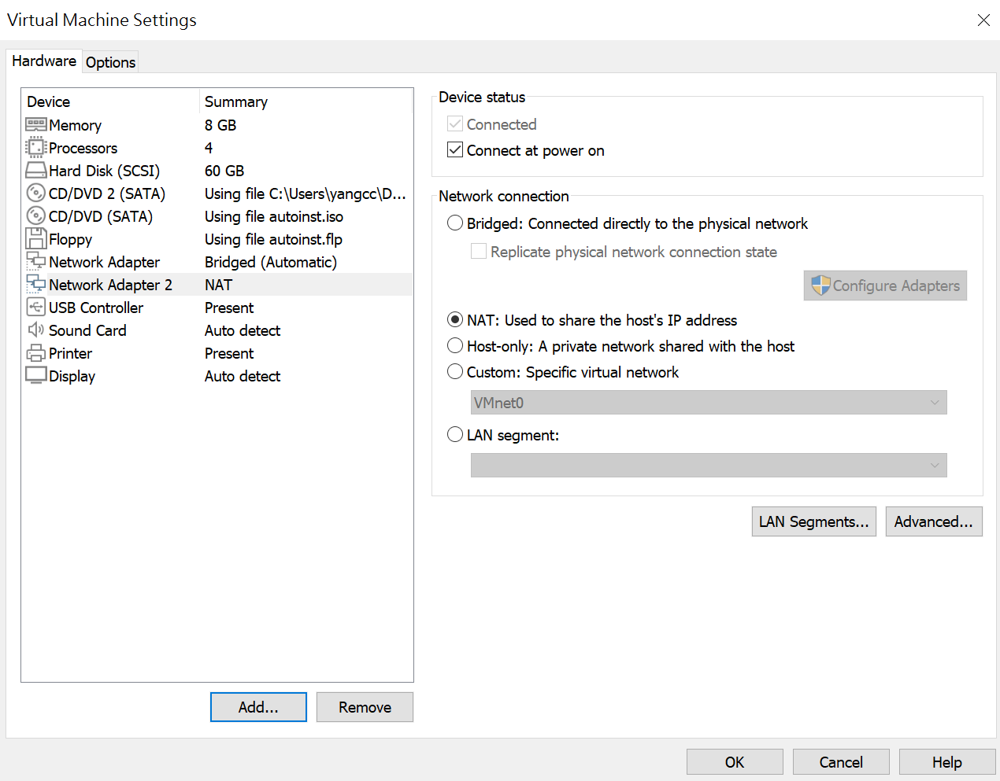 Virtual Machine Settings
Hardware Options
Device Summary
Memory 8 GB
Processors 4
Hard Disk (SCSI) 60 GB
CD/DVD 2 (SATA) Using file C:\Users\yangcc\D...
CD/DVD (SATA) Using file autoinst.iso
Floppy Using file autoinst.flp
Network Adapter Bridged (Automatic)
Network Adapter 2 NAT
USB Controller Present
Sound Card Auto detect
Printer Present
Display Auto detect
Add... Remove
Device status
Connected
Connect at power on
Network connection
Bridged: Connected directly to the physical network
Replicate physical network connection state
Configure Adapters
NAT: Used to share the host's IP address
Host-only: A private network shared with the host
Custom: Specific virtual network
VMnet0
LAN segment:
LAN Segments... Advanced...
OK Cancel Help